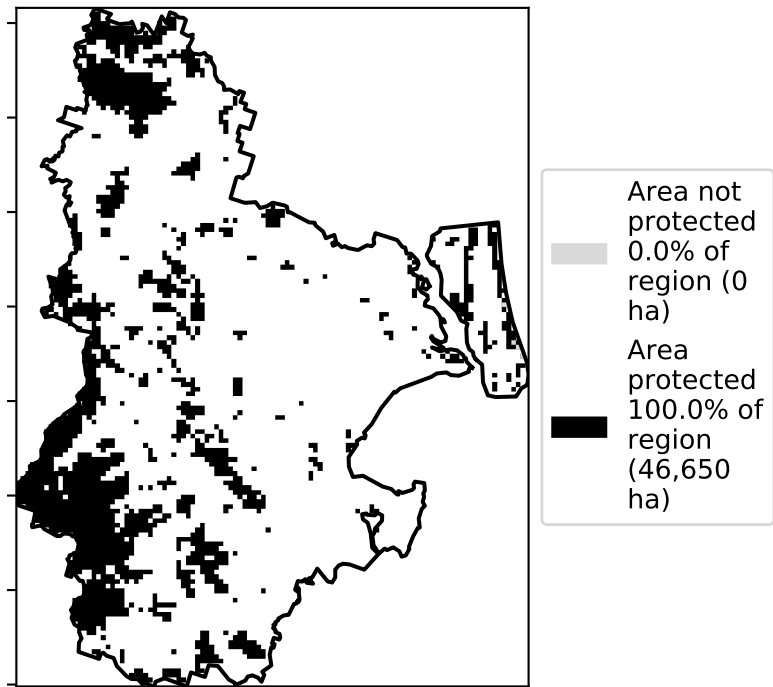 Area not
protected
0.0% of
region (0
ha)
Area
protected
100.0% of
region
(46,650
ha)